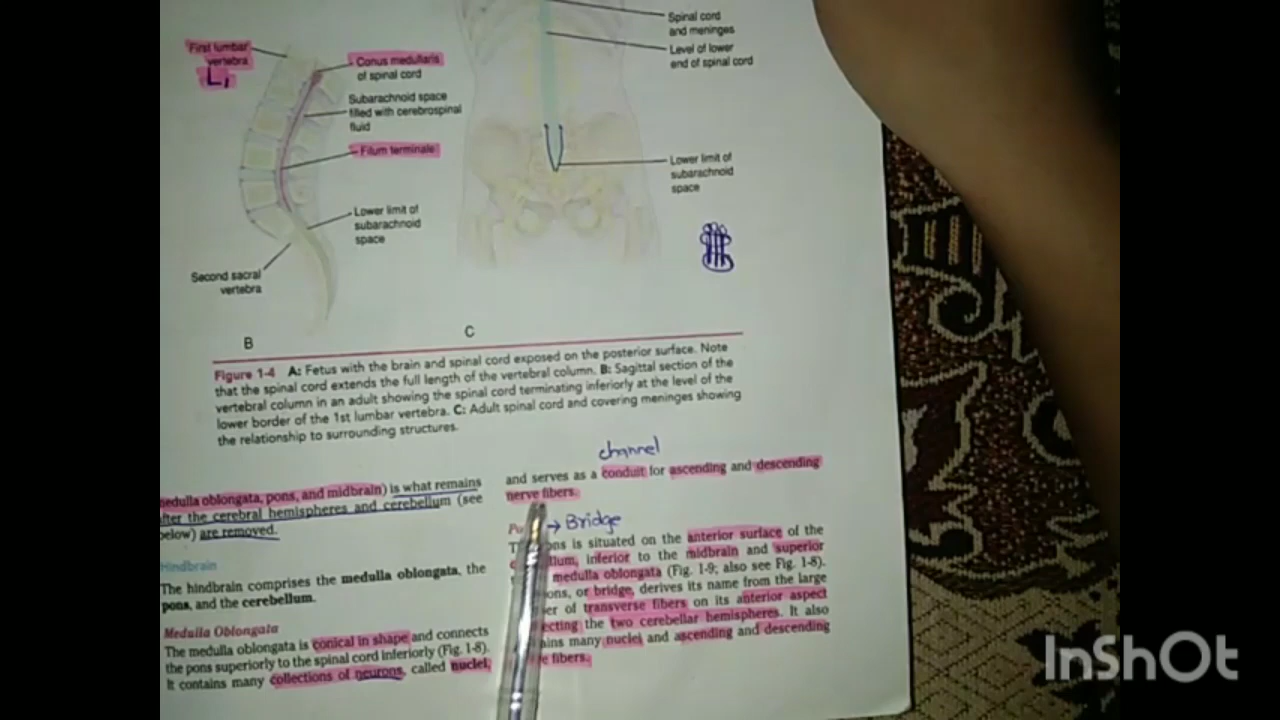 First lumbar
vertebra
L1
Conus medullaris
of spinal cord
Subarachnoid space
filled with cerebrospinal
fluid
Filum terminale
Lower limit of
subarachnoid
space
Second sacral
vertebra
B
Spinal cord
and meninges
Level of lower
end of spinal cord
Lower limit of
subarachnoid
space
C
Figure 1-4 A: Fetus with the brain and spinal cord exposed on the posterior surface. Note
that the spinal cord extends the full length of the vertebral column. B: Sagittal section of the
vertebral column in an adult showing the spinal cord terminating inferiorly at the level of the
lower border of the 1st lumbar vertebra. C: Adult spinal cord and covering meninges showing
the relationship to surrounding structures.
medulla oblongata, pons, and midbrain) is what remains
after the cerebral hemispheres and cerebellum (see
below) are removed.
Hindbrain
The hindbrain comprises the medulla oblongata, the
pons, and the cerebellum.
Medulla Oblongata
The medulla oblongata is conical in shape and connects
the pons superiorly to the spinal cord inferiorly (Fig. 1-8).
It contains many collections of neurons, called nuclei,
channel
and serves as a conduit for ascending and descending
nerve fibers.
→ Bridge
is situated on the anterior surface of the
inferior to the midbrain and superior
medulla oblongata (Fig. 1-9; also see Fig. 1-8).
or bridge, derives its name from the large
of transverse fibers on its anterior aspect
the two cerebellar hemispheres. It also
many nuclei and ascending and descending
fibers.
InShOt